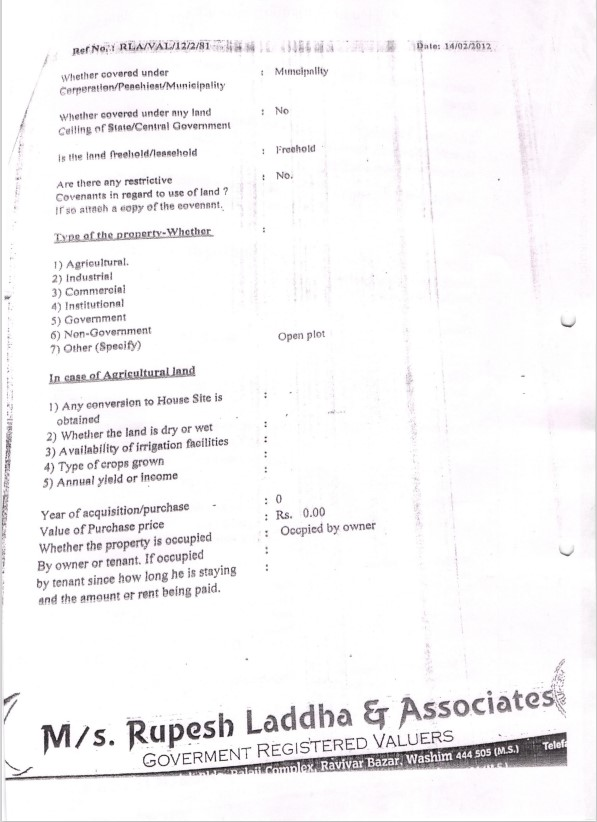 Ref No.: RLA/VAL/12/2/81 Date: 14/02/2012
Whether covered under : Muncipality
Corporation/Panchiest/Municipality
Whether covered under any land : No
Ceiling of State/Central Government
Is the land freehold/leasehold : Freehold
Are there any restrictive : No.
Covenants in regard to use of land ?
If so attach a copy of the covenant.
Type of the property-Whether :
1) Agricultural.
2) Industrial
3) Commercial
4) Institutional
5) Government
6) Non-Government Open plot
7) Other (Specify)
In case of Agricultural land
1) Any conversion to House Site is :
obtained
2) Whether the land is dry or wet :
3) Availability of irrigation facilities :
4) Type of crops grown :
5) Annual yield or income :
Year of acquisition/purchase : 0
Value of Purchase price : Rs. 0.00
Whether the property is occupied : Occpied by owner
By owner or tenant. If occupied :
by tenant since how long he is staying :
and the amount or rent being paid.
M/s. Rupesh Laddha & Associates
GOVERMENT REGISTERED VALUERS
Balaji Complex, Ravivar Bazar, Washim 444 505 (M.S.) Telefa